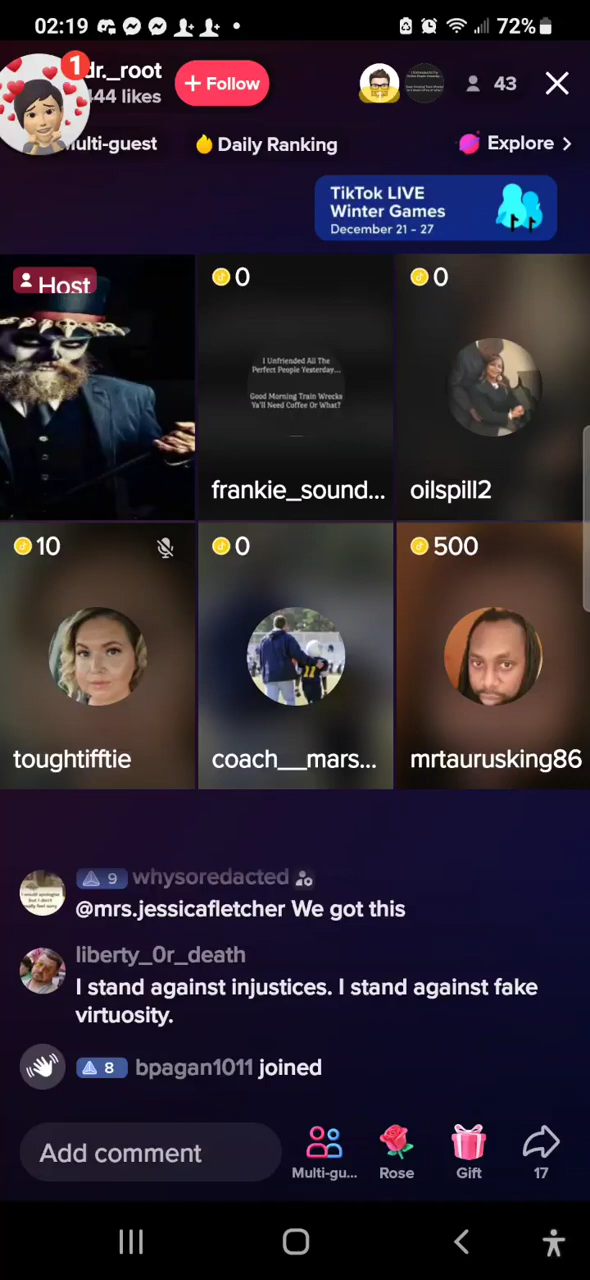 02:19
72%
1
dr._root
+ Follow
43
444 likes
ulti-guest
Daily Ranking
Explore >
TikTok LIVE
Winter Games
December 21 - 27
Host
0
0
I Unfriended All The
Perfect People Yesterday...
Good Morning Train Wrecks
Ya'll Need Coffee Or What?
frankie_sound...
oilspill2
10
0
500
11
toughtifftie
coach__mars...
mrtaurusking86
9 whysoredacted
@mrs.jessicafletcher We got this
liberty_0r_death
I stand against injustices. I stand against fake
virtuosity.
8 bpagan1011 joined
Add comment
Multi-gu...
Rose
Gift
17